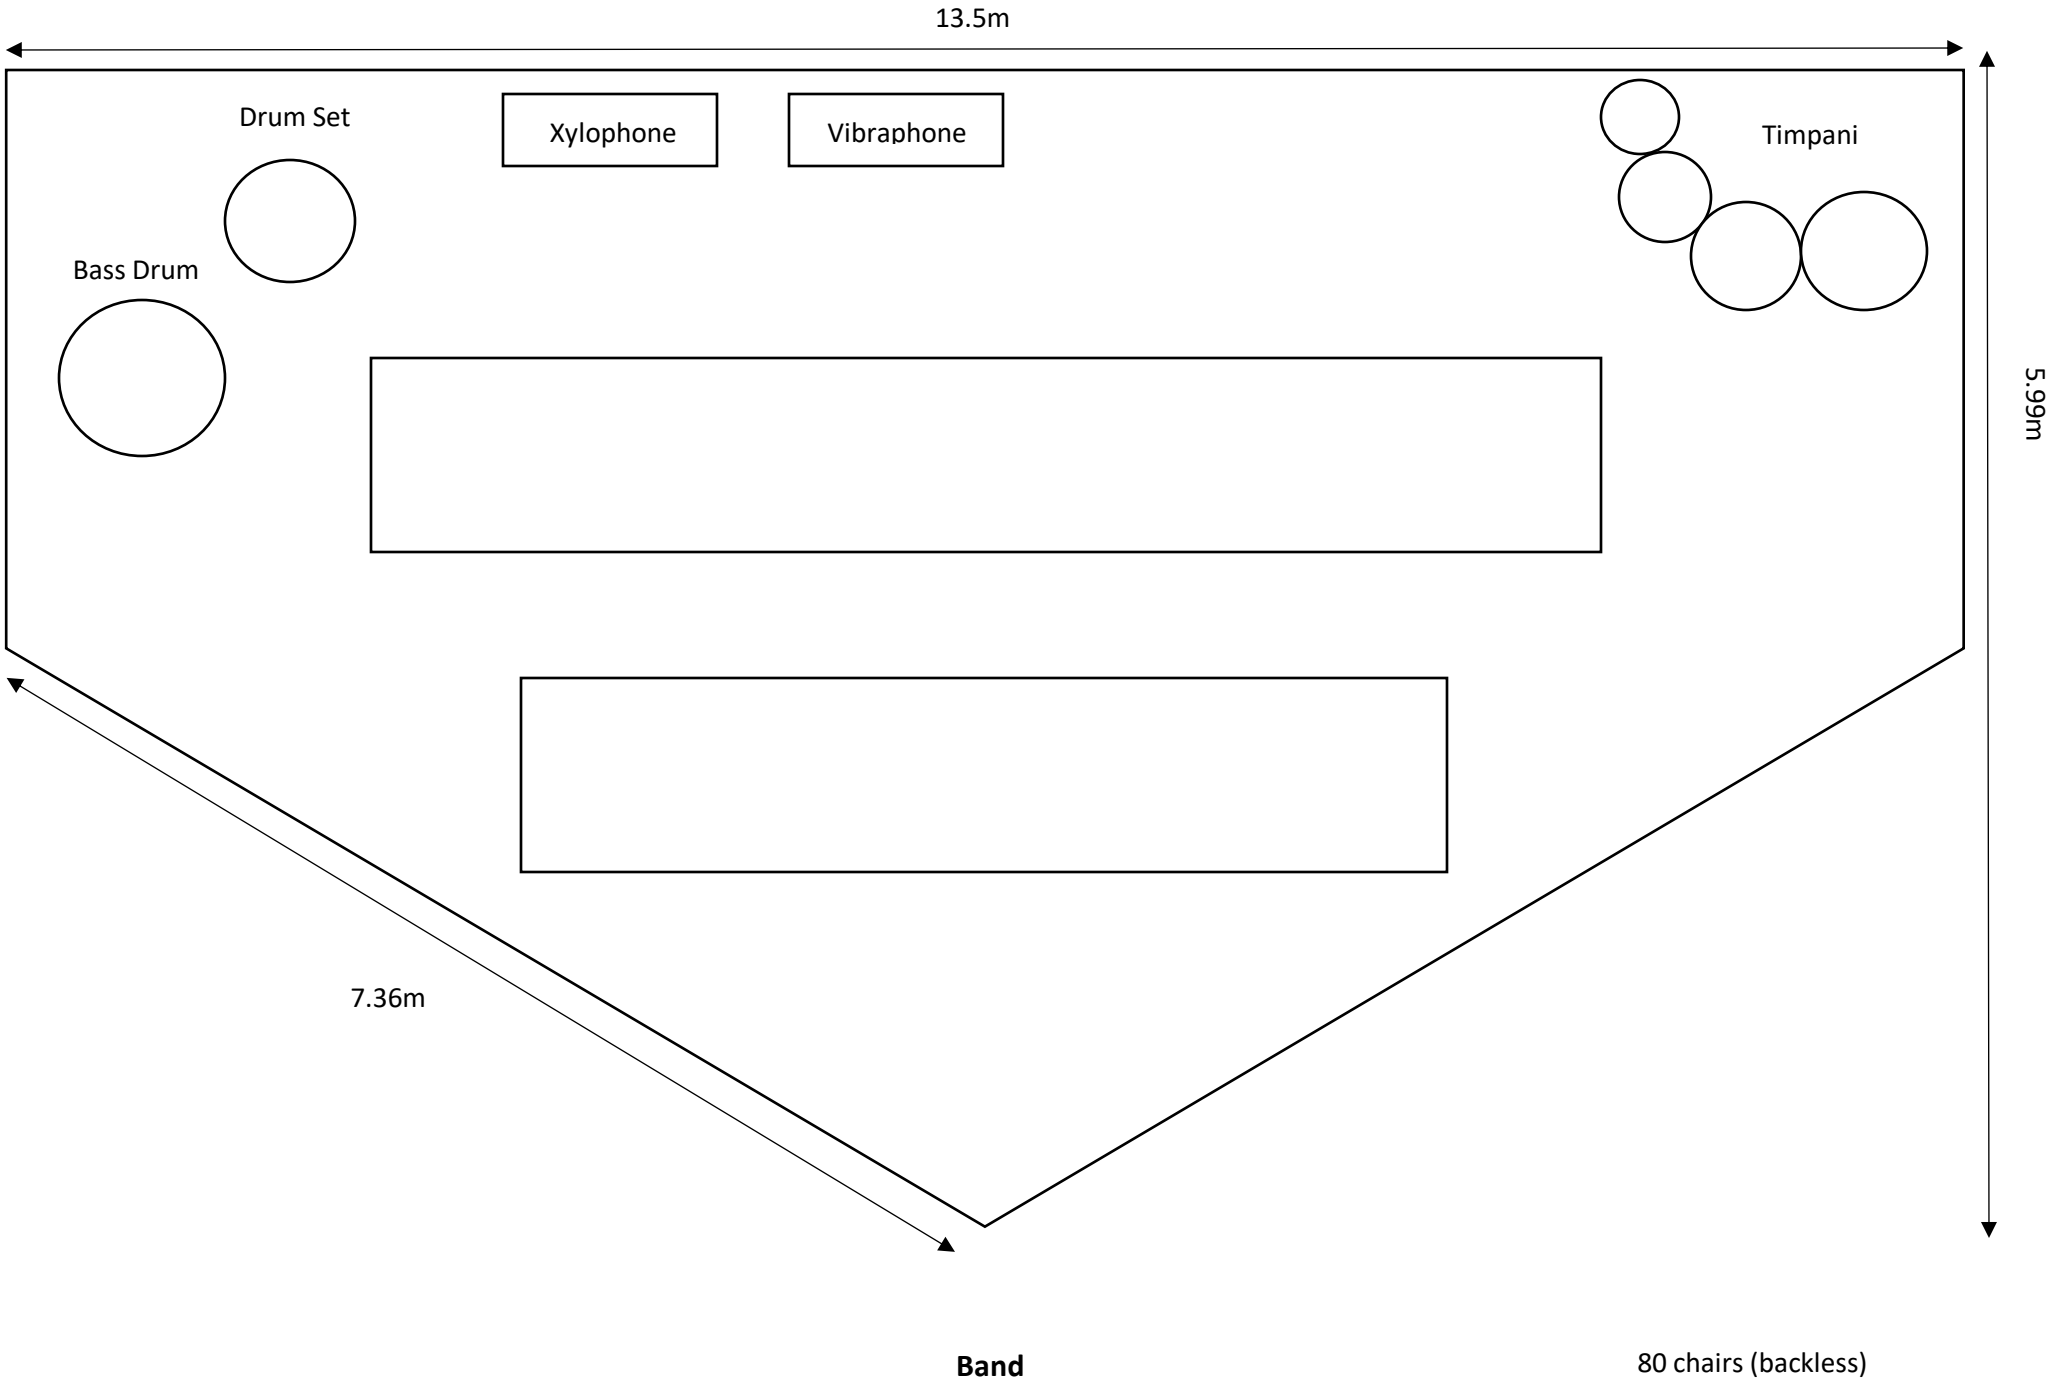 13.5m
Drum Set
Xylophone
Vibraphone
Timpani
Bass Drum
5.99m
7.36m
Band
80 chairs (backless)